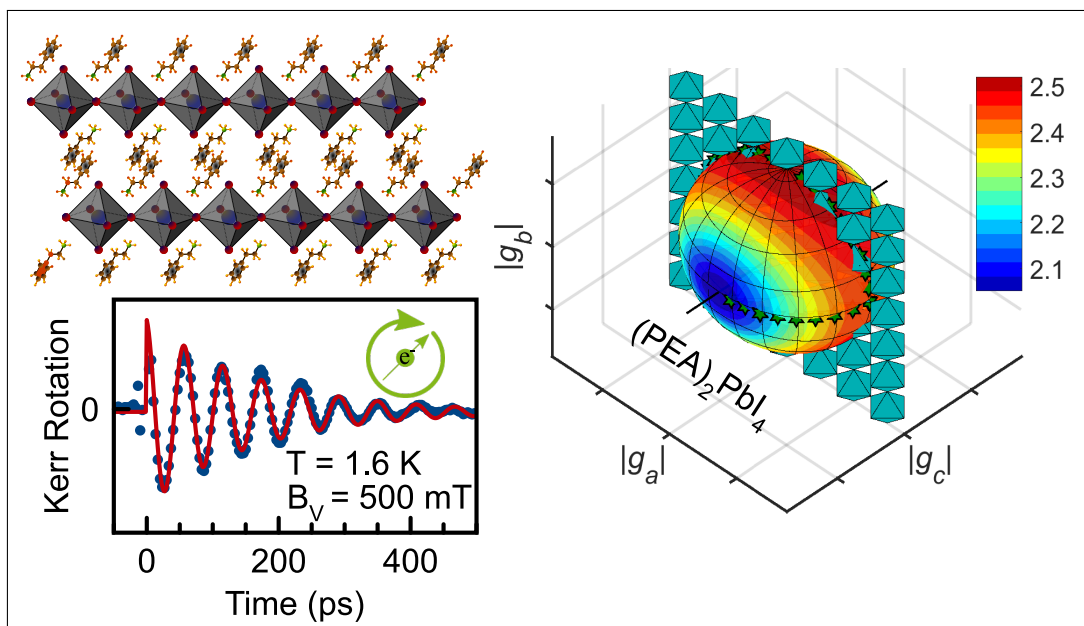 e-
Kerr Rotation
0
T = 1.6 K
B_V = 500 mT
0
200
400
Time (ps)
|g_b|
|g_a|
|g_c|
(PEA)₂PbI₄
2.5
2.4
2.3
2.2
2.1